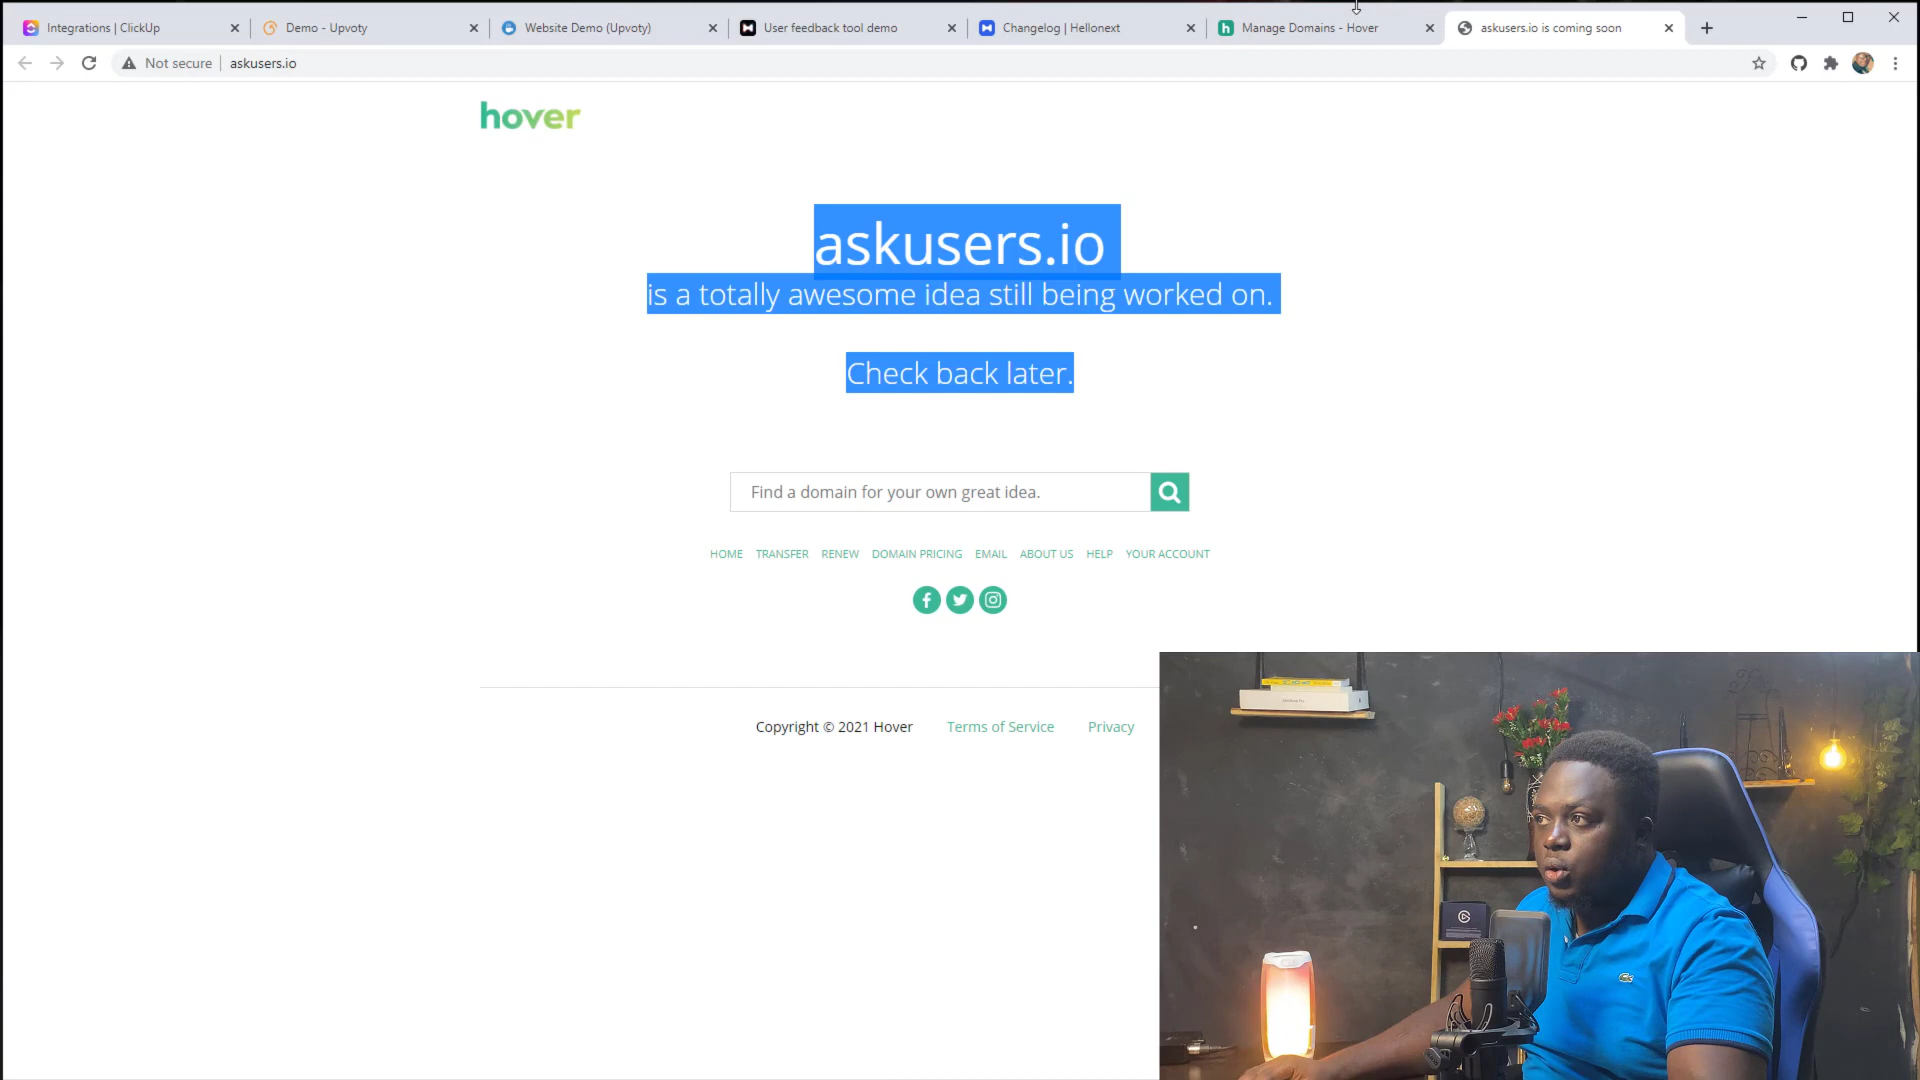 Integrations | ClickUp
Demo - Upvoty
Website Demo (Upvoty)
User feedback tool demo
Changelog | Hellonext
Manage Domains - Hover
askusers.io is coming soon
Not secure
askusers.io
hover
askusers.io
is a totally awesome idea still being worked on.
Check back later.
Find a domain for your own great idea.
HOME TRANSFER RENEW DOMAIN PRICING EMAIL ABOUT US HELP YOUR ACCOUNT
Copyright © 2021 Hover Terms of Service Privacy